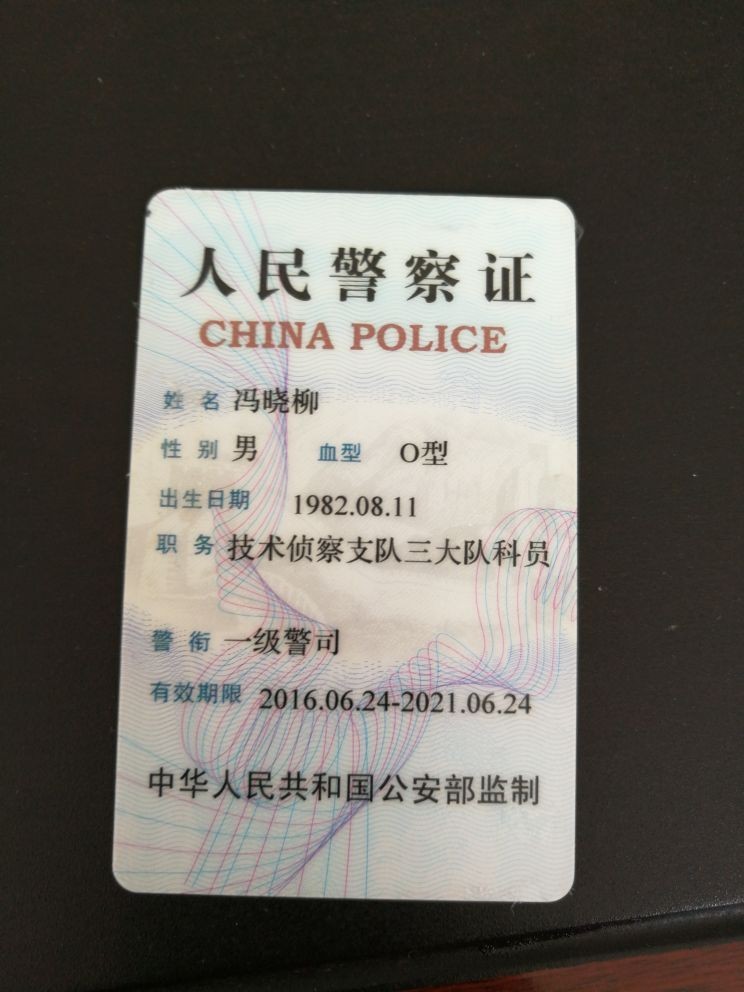 人民警察证
CHINA POLICE
姓 名 冯晓柳
性 别 男 血型 O型
出生日期 1982.08.11
职 务 技术侦察支队三大队科员
警 衔 一级警司
有效期限 2016.06.24-2021.06.24
中华人民共和国公安部监制